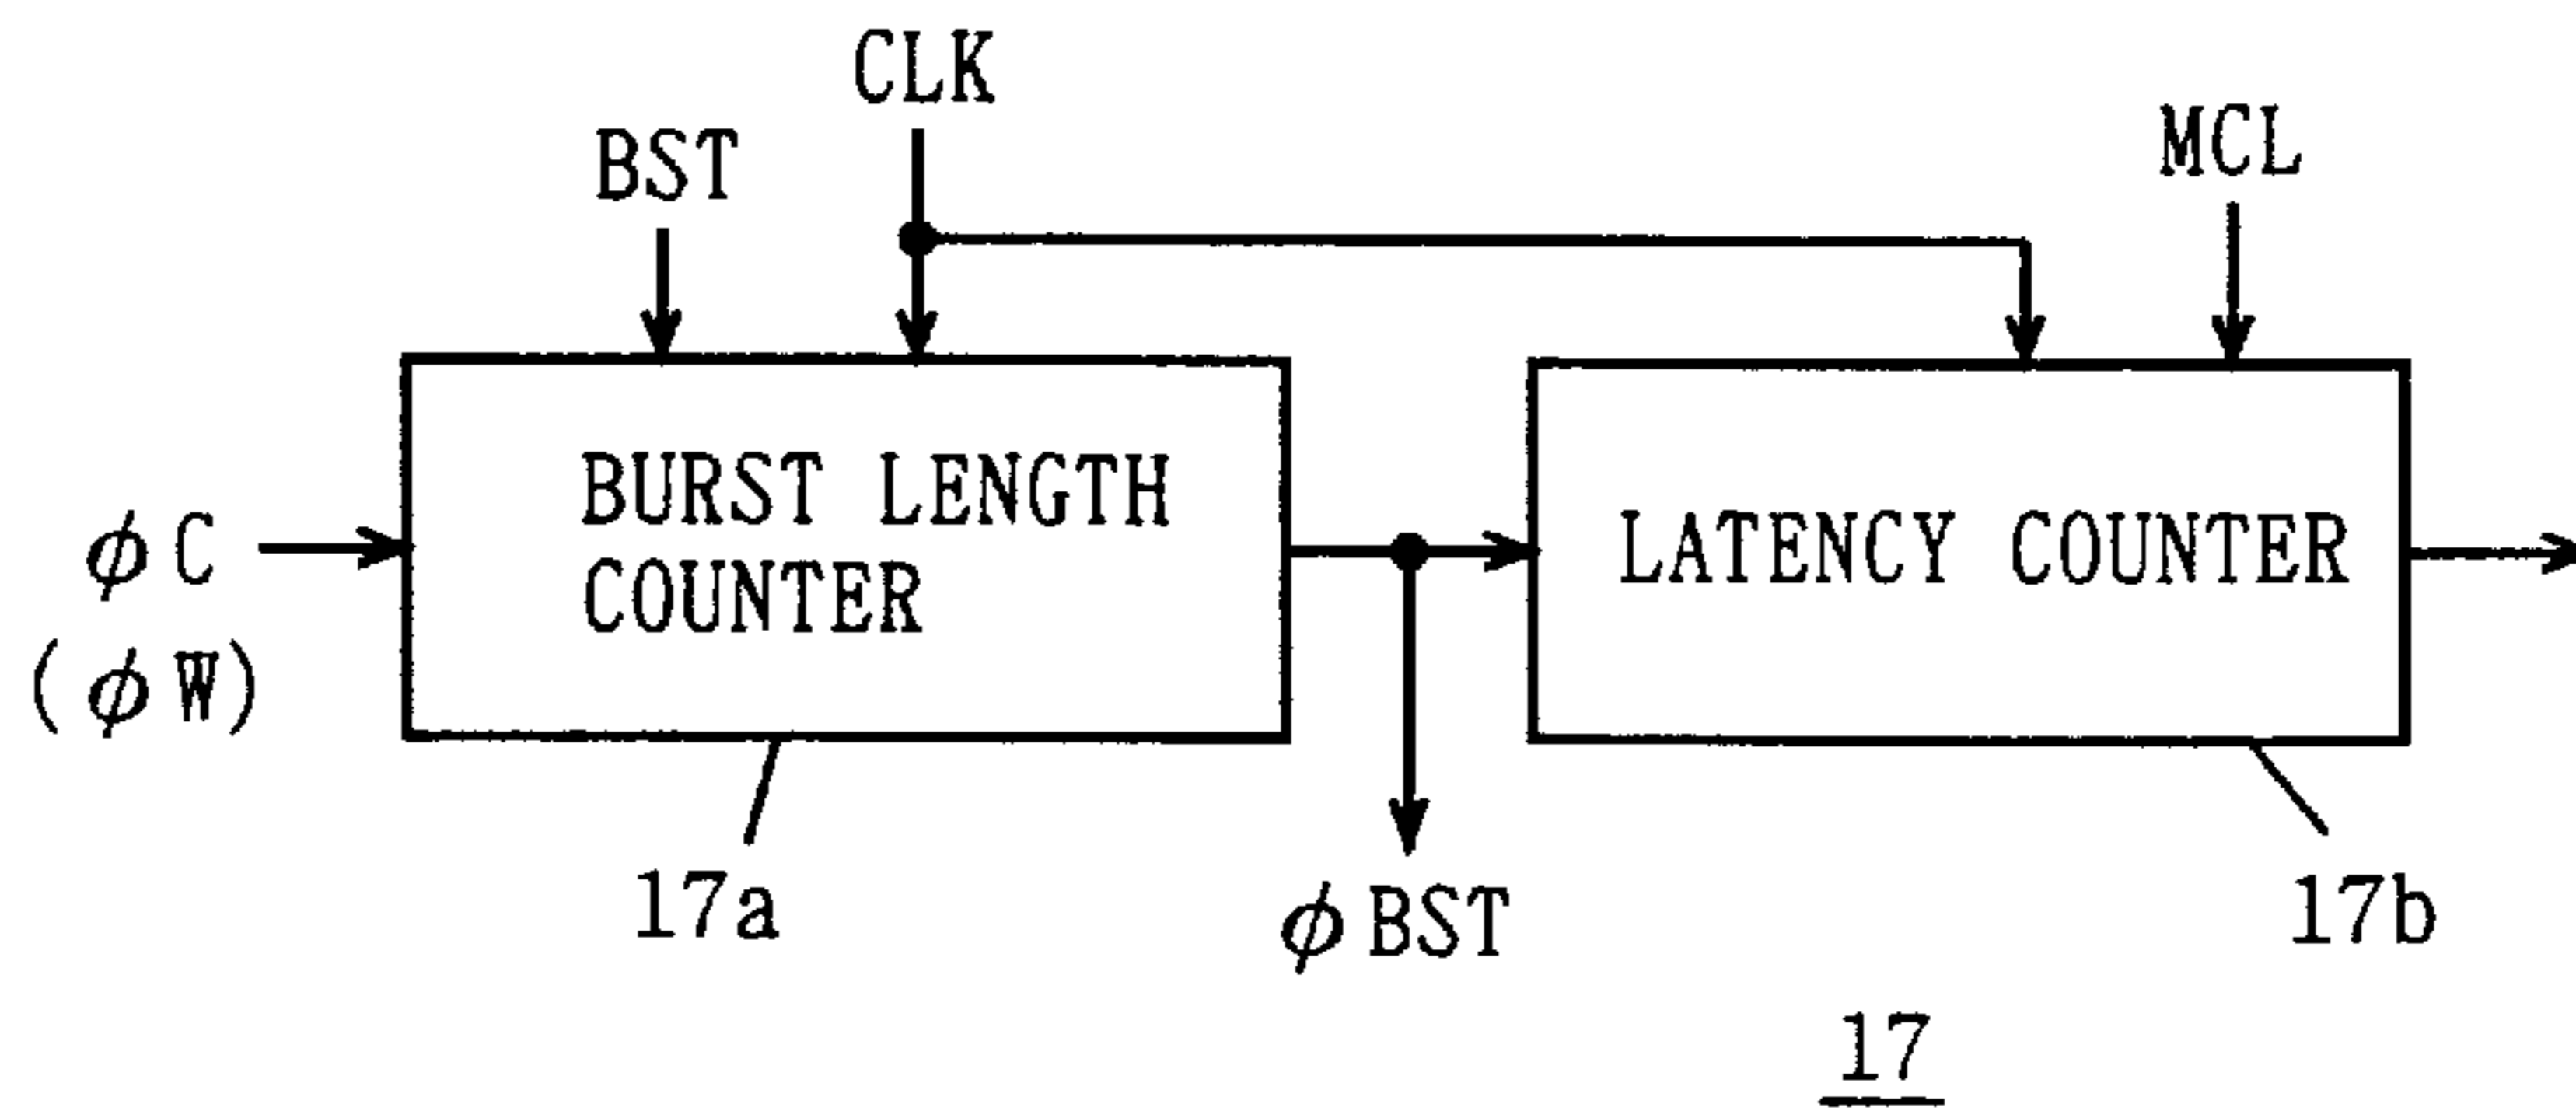 CLK
BST
MCL
BURST LENGTH
COUNTER
LATENCY COUNTER
φC
(φW)
17a
φBST
17b
17